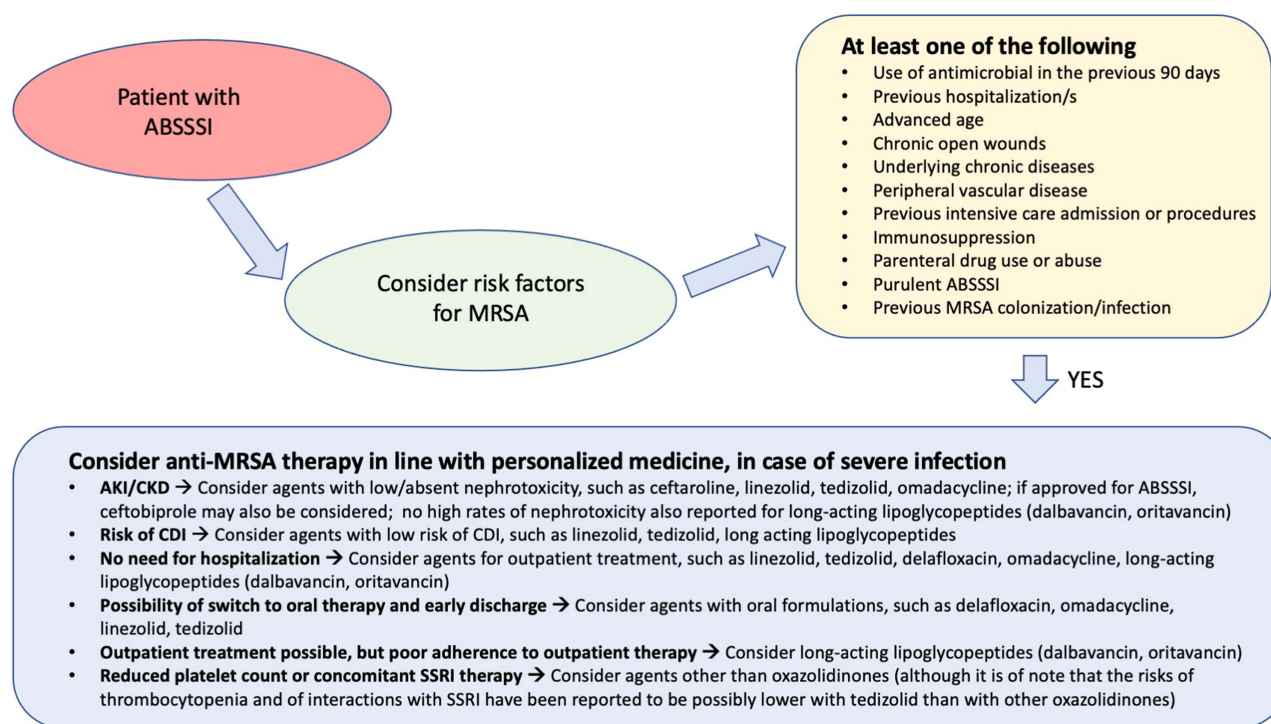 Patient with
ABSSSI
Consider risk factors
for MRSA
At least one of the following
• Use of antimicrobial in the previous 90 days
• Previous hospitalization/s
• Advanced age
• Chronic open wounds
• Underlying chronic diseases
• Peripheral vascular disease
• Previous intensive care admission or procedures
• Immunosuppression
• Parenteral drug use or abuse
• Purulent ABSSSI
• Previous MRSA colonization/infection
YES
Consider anti-MRSA therapy in line with personalized medicine, in case of severe infection
• AKI/CKD → Consider agents with low/absent nephrotoxicity, such as ceftaroline, linezolid, tedizolid, omadacycline; if approved for ABSSSI,
ceftobiprole may also be considered; no high rates of nephrotoxicity also reported for long-acting lipoglycopeptides (dalbavancin, oritavancin)
• Risk of CDI → Consider agents with low risk of CDI, such as linezolid, tedizolid, long acting lipoglycopeptides
• No need for hospitalization → Consider agents for outpatient treatment, such as linezolid, tedizolid, delafloxacin, omadacycline, long-acting
lipoglycopeptides (dalbavancin, oritavancin)
• Possibility of switch to oral therapy and early discharge → Consider agents with oral formulations, such as delafloxacin, omadacycline,
linezolid, tedizolid
• Outpatient treatment possible, but poor adherence to outpatient therapy → Consider long-acting lipoglycopeptides (dalbavancin, oritavancin)
• Reduced platelet count or concomitant SSRI therapy → Consider agents other than oxazolidinones (although it is of note that the risks of
thrombocytopenia and of interactions with SSRI have been reported to be possibly lower with tedizolid than with other oxazolidinones)